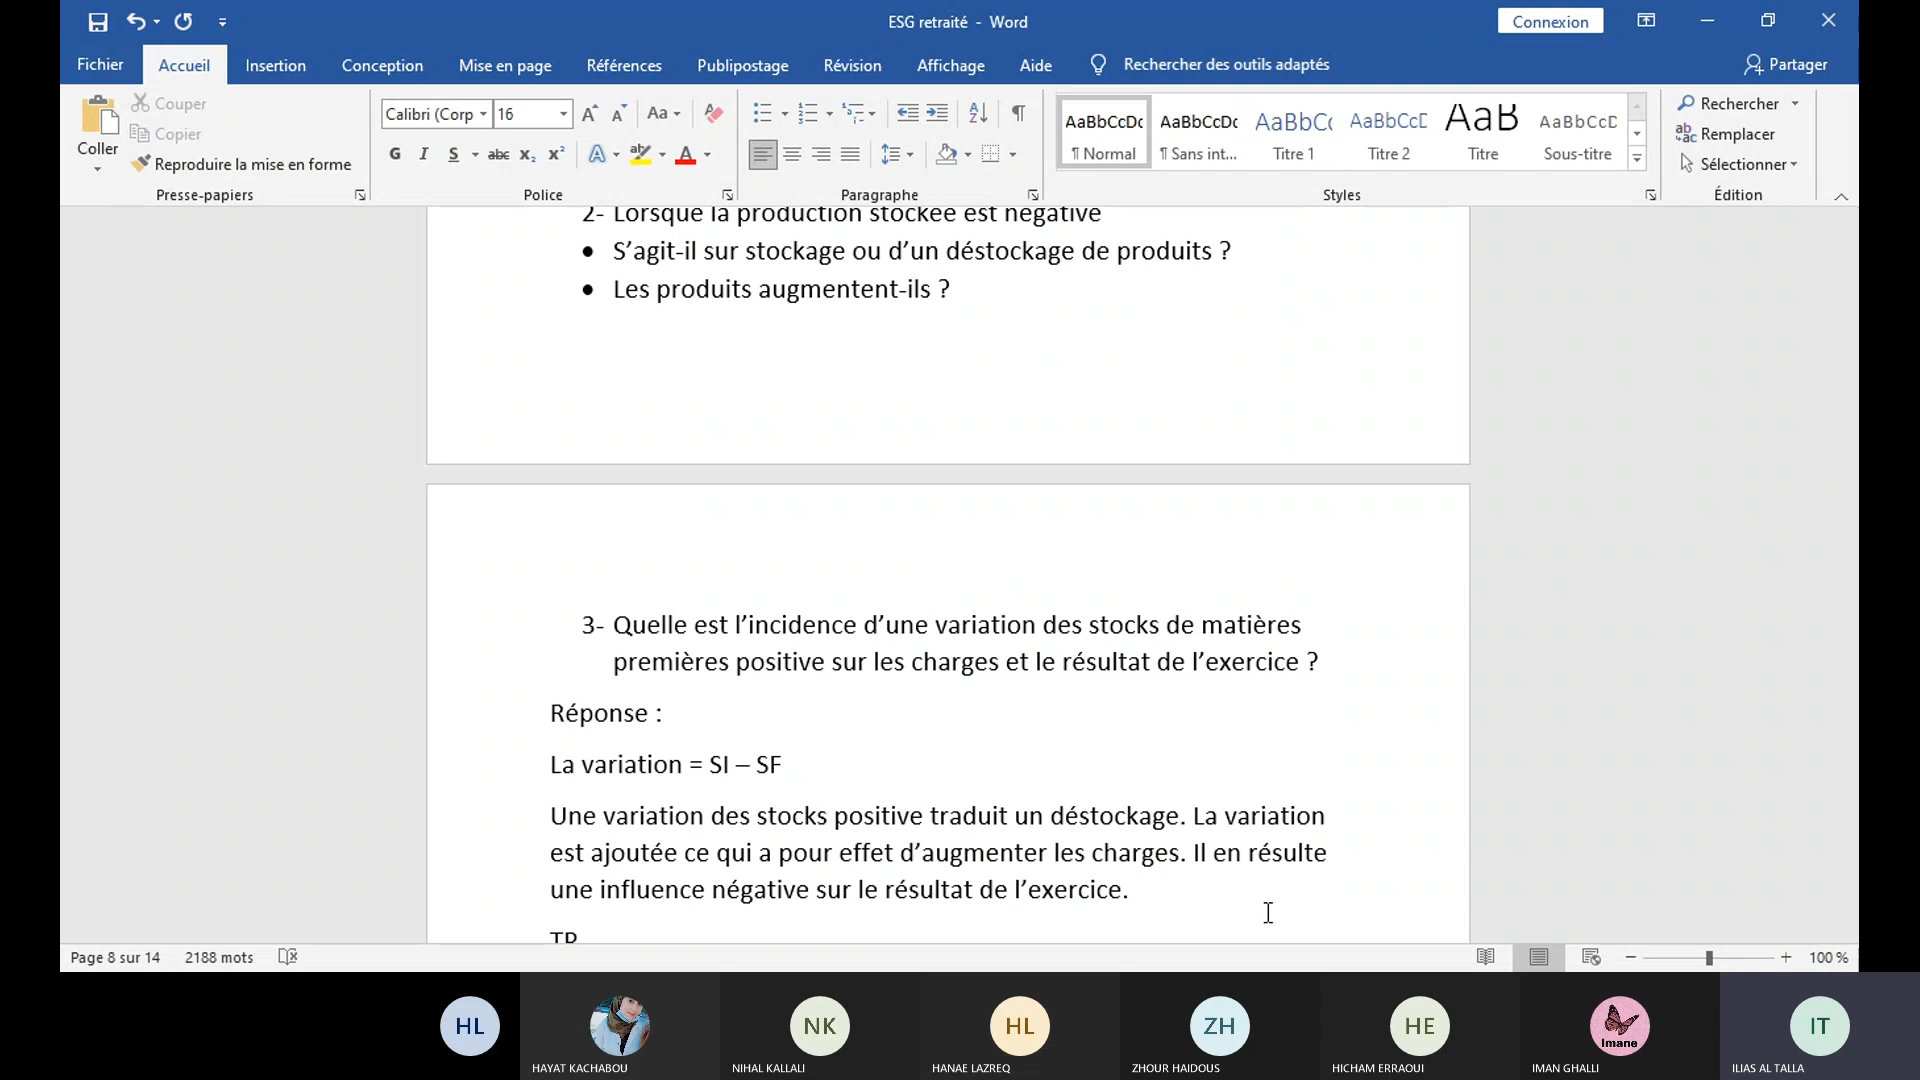 ESG retraité - Word
Connexion
Fichier
Accueil
Insertion
Conception
Mise en page
Références
Publipostage
Révision
Affichage
Aide
Rechercher des outils adaptés
Partager
Coller
Couper
Copier
Reproduire la mise en forme
Presse-papiers
Calibri (Corp
16
Aa
G I S abc x₂ x²
Police
Paragraphe
AaBbCcDc
¶ Normal
AaBbCcDc
¶ Sans int...
AaBbCc
Titre 1
AaBbCcD
Titre 2
AaB
Titre
AaBbCcD
Sous-titre
Styles
Rechercher
Remplacer
Sélectionner
Édition
2- Lorsque la production stockée est négative
• S’agit-il sur stockage ou d’un déstockage de produits ?
• Les produits augmentent-ils ?
3- Quelle est l’incidence d’une variation des stocks de matières
premières positive sur les charges et le résultat de l’exercice ?
Réponse :
La variation = SI – SF
Une variation des stocks positive traduit un déstockage. La variation
est ajoutée ce qui a pour effet d’augmenter les charges. Il en résulte
une influence négative sur le résultat de l’exercice.
Page 8 sur 14
2188 mots
100 %
HL
HAYAT KACHABOU
NK
NIHAL KALLALI
HL
HANAE LAZREQ
ZH
ZHOUR HAIDOUS
HE
HICHAM ERRAOUI
Imane
IMAN GHALLI
IT
ILIAS AL TALLA